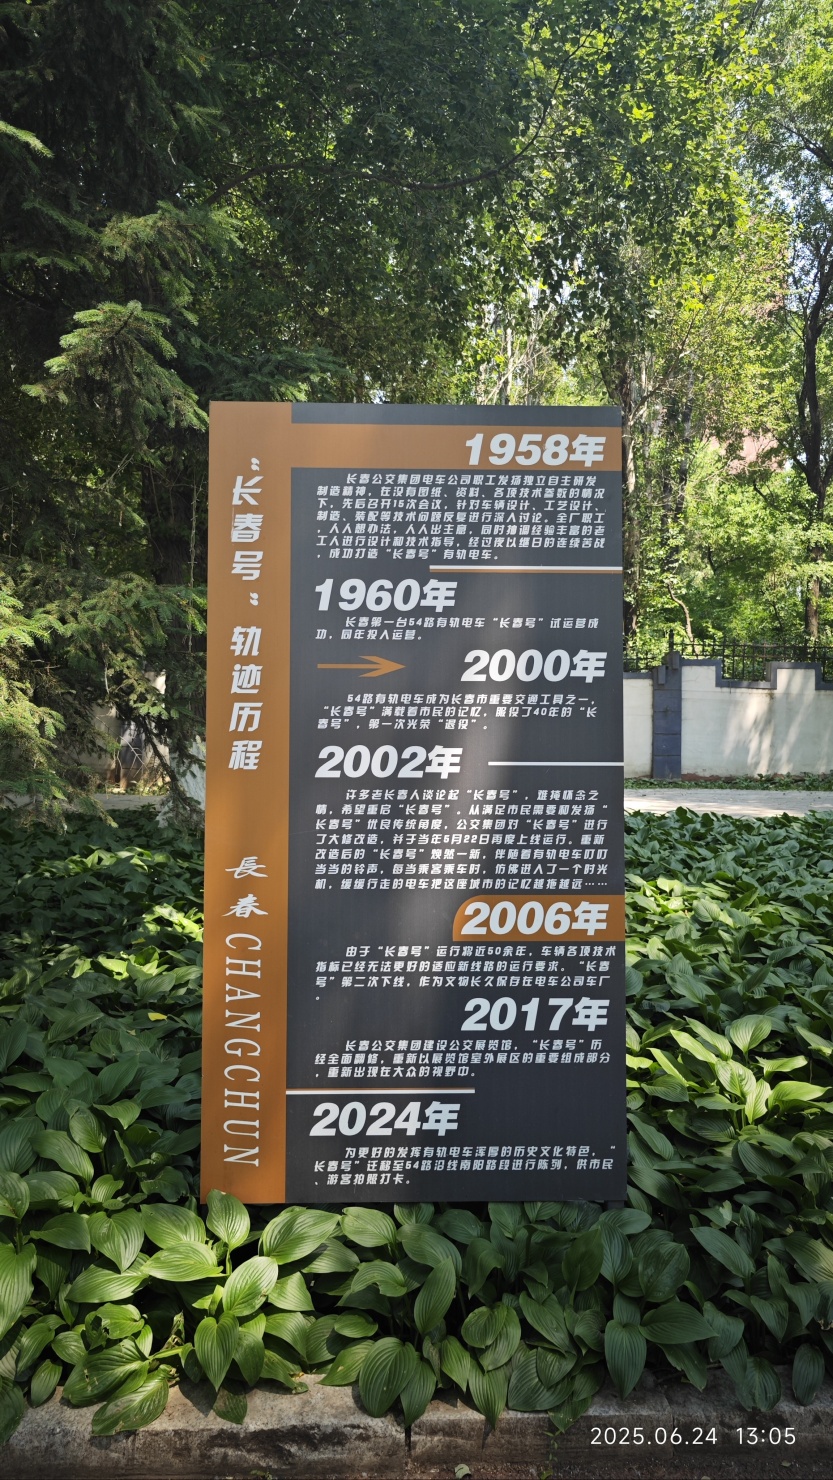 “长春号”轨迹历程
長春 CHANGCHUN
1958年
长春公交集团电车公司职工发扬独立自主研发
制造精神，在没有图纸、资料、各项技术参数的情况
下，先后召开15次会议，针对车辆设计、工艺设计、
制造、装配等技术问题反复进行深入讨论。全厂职工
，人人想办法，人人出主意，同时抽调经验丰富的老
工人进行设计和技术指导，经过夜以继日的连续苦战
，成功打造“长春号”有轨电车。
1960年
长春第一台54路有轨电车“长春号”试运营成
功，同年投入运营。
2000年
54路有轨电车成为长春市重要交通工具之一，
“长春号”满载着市民的记忆，服役了40年的“长
春号”，第一次光荣“退役”。
2002年
许多老长春人谈论起“长春号”，难掩怀念之
情，希望重启“长春号”。从满足市民需要和发扬“
长春号”优良传统角度，公交集团对“长春号”进行
了大修改造，并于当年5月22日再度上线运行。重新
改造后的“长春号”焕然一新，伴随着有轨电车叮叮
当当的铃声，每当乘客乘车时，仿佛进入了一个时光
机，缓缓行走的电车把这座城市的记忆越拖越远……
2006年
由于“长春号”运行将近50余年，车辆各项技术
指标已经无法更好的适应新线路的运行要求。“长春
号”第二次下线，作为文物长久保存在电车公司车厂
。
2017年
长春公交集团建设公交展览馆，“长春号”历
经全面翻修，重新以展览馆室外展区的重要组成部分
，重新出现在大众的视野中。
2024年
为更好的发挥有轨电车浑厚的历史文化特色，“
长春号”迁移至54路沿线南阳路段进行陈列，供市民
、游客拍照打卡。
2025.06.24 13:05